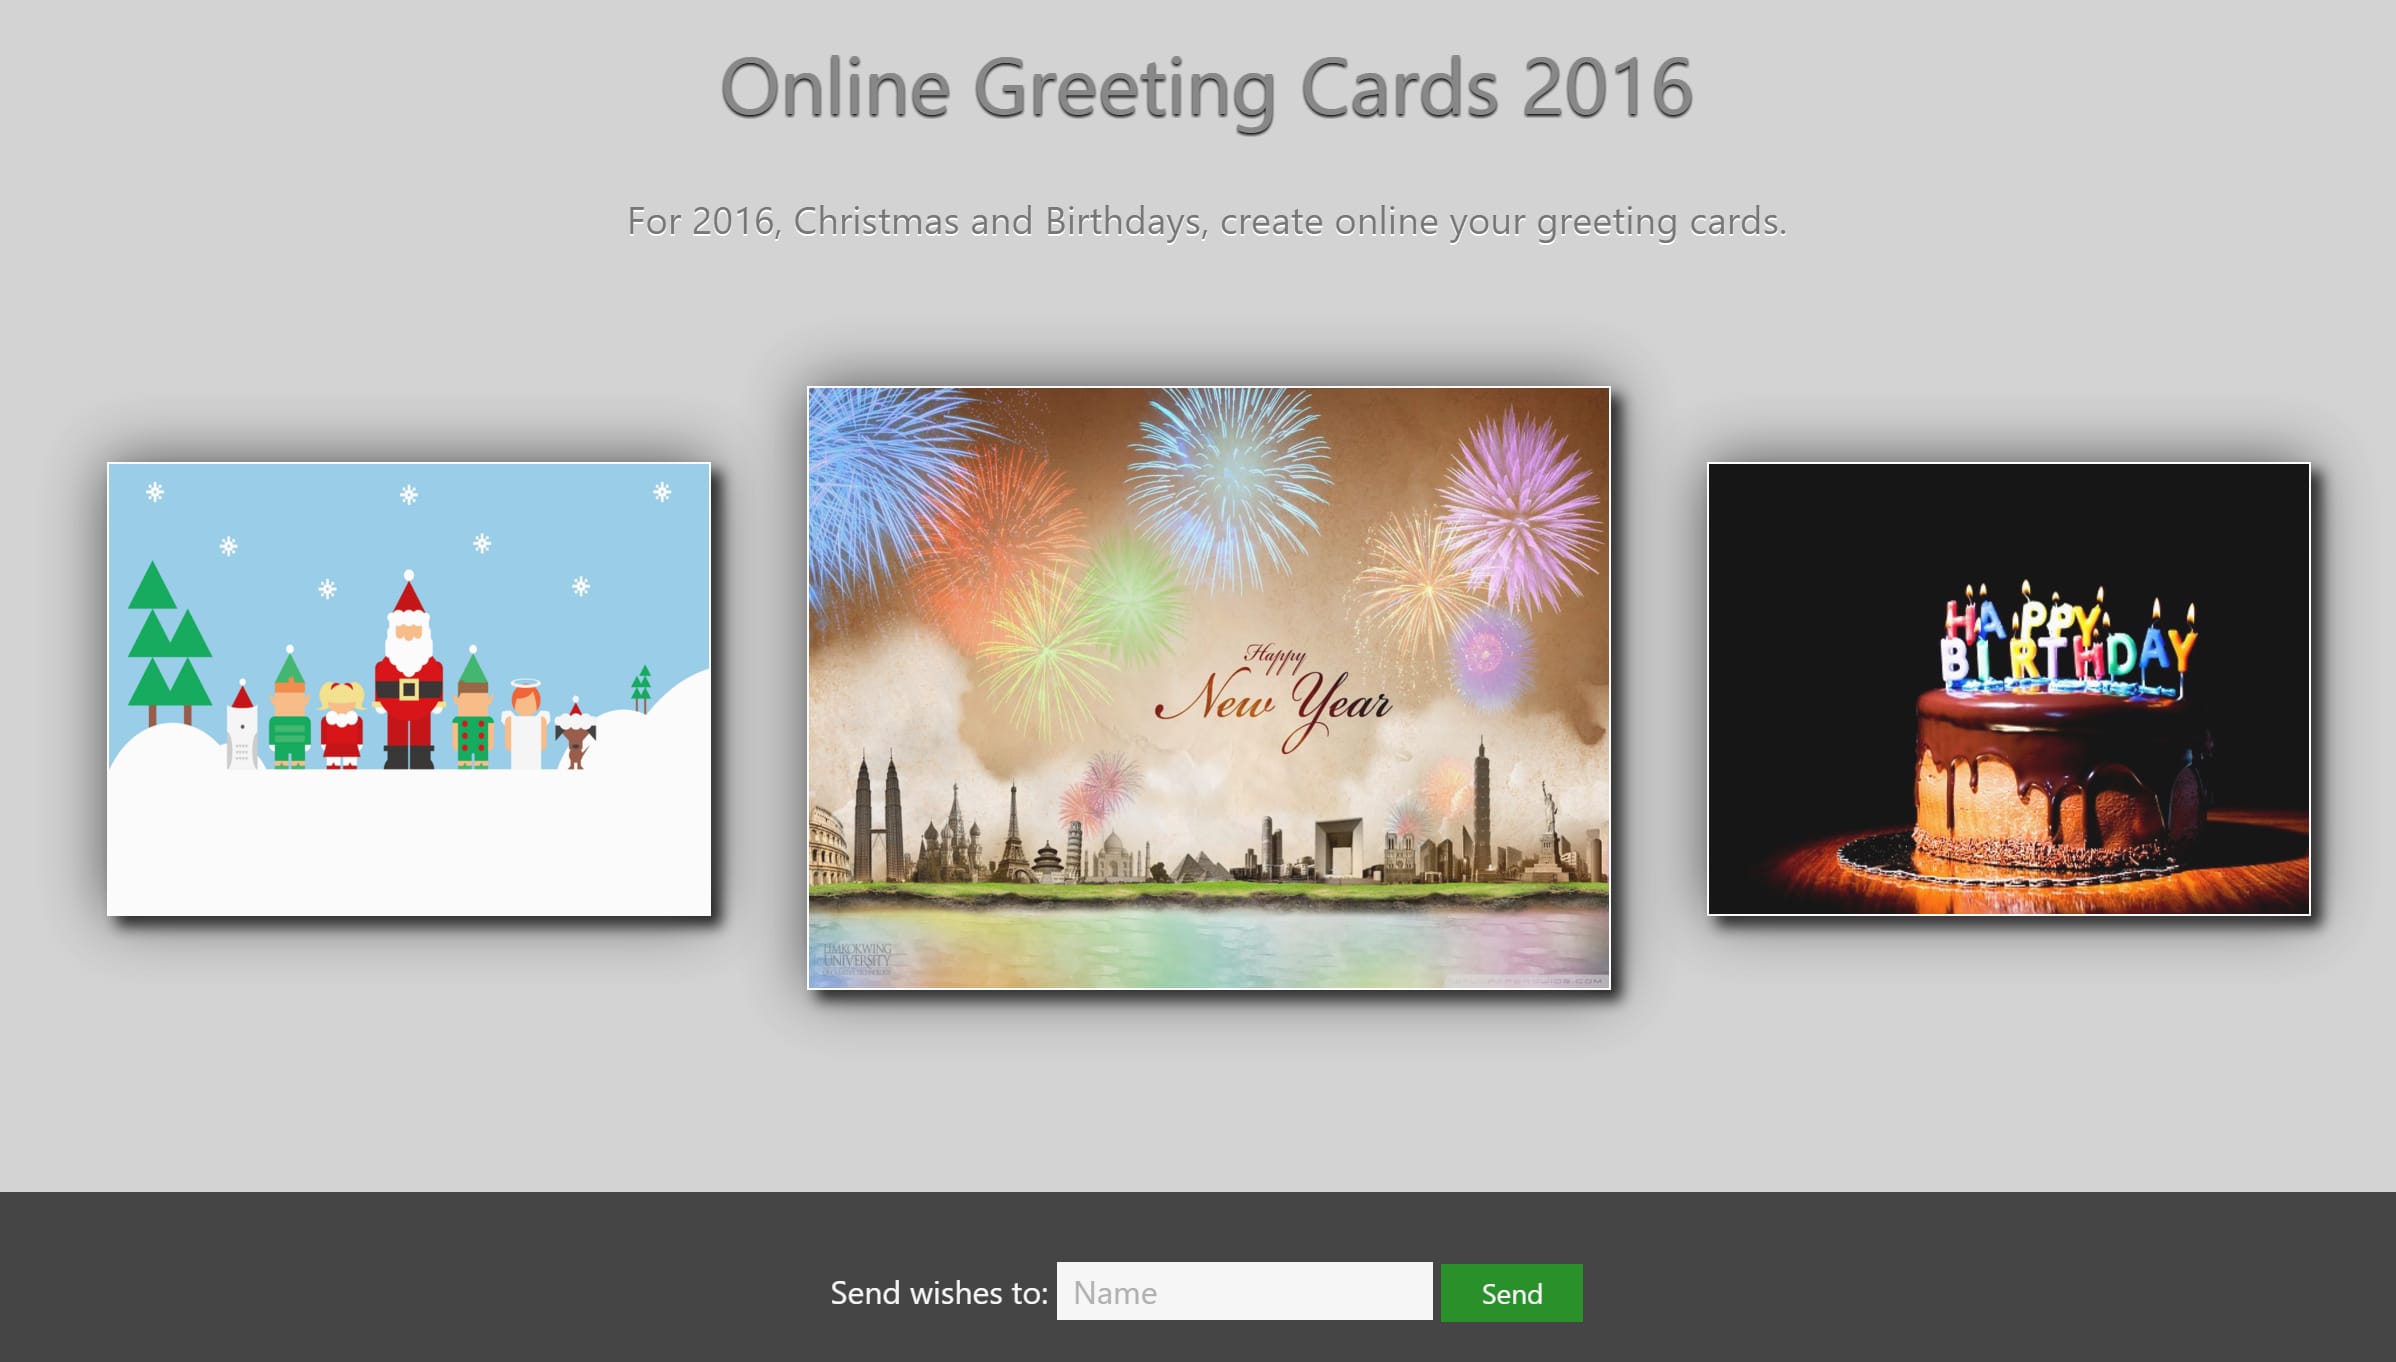 Online Greeting Cards 2016
For 2016, Christmas and Birthdays, create online your greeting cards.
Happy
New Year
HAPPY
BIRTHDAY
LIMKOKWING
UNIVERSITY
Send wishes to: Name Send